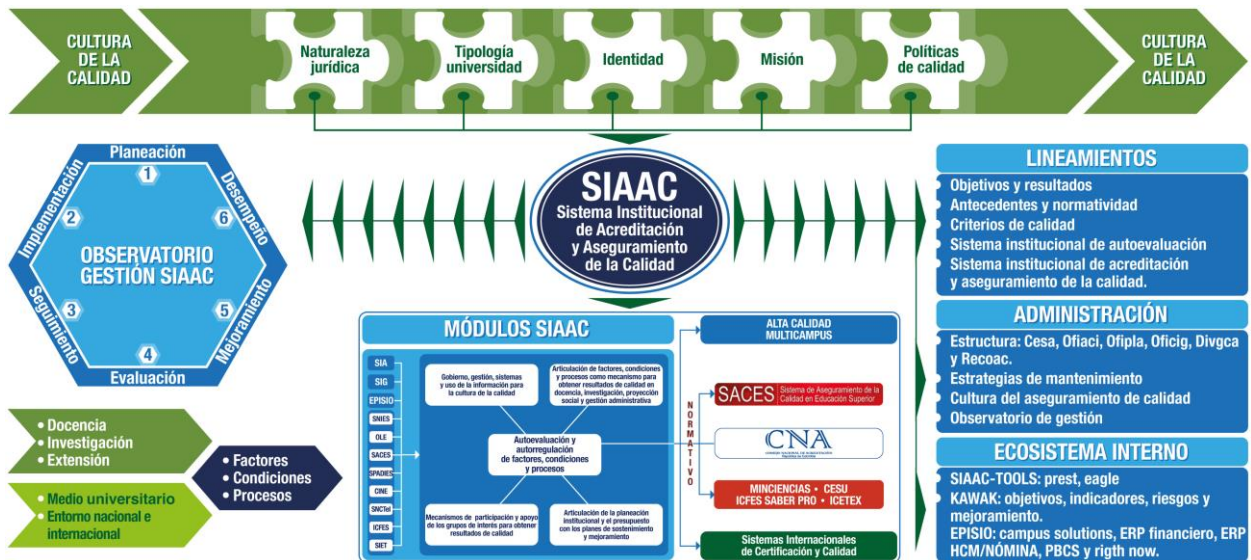 CULTURA
DE LA
CALIDAD
Naturaleza
jurídica
Tipología
universidad
Identidad
Misión
Políticas
de calidad
CULTURA
DE LA
CALIDAD
Planeación
1
Implementación
2
Desempeño
6
OBSERVATORIO
GESTIÓN SIAAC
Seguimiento
3
Mejoramiento
5
4
Evaluación
SIAAC
Sistema Institucional
de Acreditación
y Aseguramiento
de la Calidad
LINEAMIENTOS
Objetivos y resultados
Antecedentes y normatividad
Criterios de calidad
Sistema institucional de autoevaluación
Sistema institucional de acreditación
y aseguramiento de la calidad.
ADMINISTRACIÓN
Estructura: Cesa, Ofiaci, Ofipla, Oficig, Divgca
y Recoac.
Estrategias de mantenimiento
Cultura del aseguramiento de calidad
Observatorio de gestión
ECOSISTEMA INTERNO
SIAAC-TOOLS: prest, eagle
KAWAK: objetivos, indicadores, riesgos y
mejoramiento.
EPISIO: campus solutions, ERP financiero, ERP
HCM/NÓMINA, PBCS y rigth now.
• Docencia
• Investigación
• Extensión
• Medio universitario
• Entorno nacional e
internacional
• Factores
• Condiciones
• Procesos
MÓDULOS SIAAC
SIA
SIG
EPISIO
SNIES
OLE
SACES
SPADIES
CINE
SNCTeI
ICFES
SIET
Gobierno, gestión, sistemas
y uso de la información para
la cultura de la calidad
Articulación de factores, condiciones
y procesos como mecanismo para
obtener resultados de calidad en
docencia, investigación, proyección
social y gestión administrativa
Autoevaluación y
autorregulación
de factores, condiciones
y procesos
Mecanismos de participación y apoyo
de los grupos de interés para obtener
resultados de calidad
Articulación de la planeación
institucional y el presupuesto
con los planes de sostenimiento
y mejoramiento
NORMATIVO
ALTA CALIDAD
MULTICAMPUS
SACES Sistema de Aseguramiento de la
Calidad en Educación Superior
CNA
CONSEJO NACIONAL DE ACREDITACIÓN
República de Colombia
MINCIENCIAS • CESU
ICFES SABER PRO • ICETEX
Sistemas Internacionales
de Certificación y Calidad